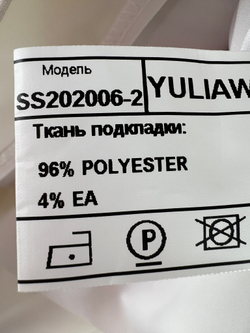 Модель
SS202006-2 YULIAW
Ткань подкладки:
96% POLYESTER
4% EA
P